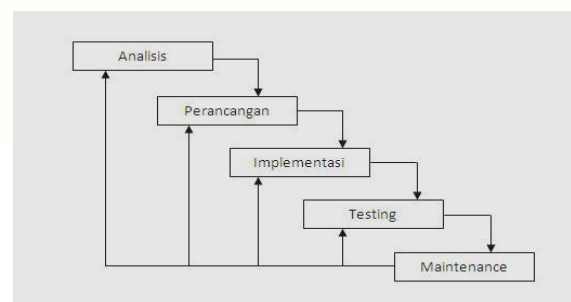 Analisis
Perancangan
Implementasi
Testing
Maintenance